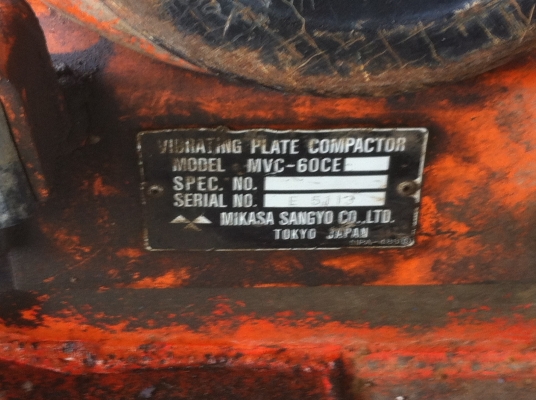 VIBRATING PLATE COMPACTOR
MODEL MVC-60CE
SPEC. NO.
SERIAL NO.
MIKASA SANGYO CO.,LTD.
TOKYO JAPAN